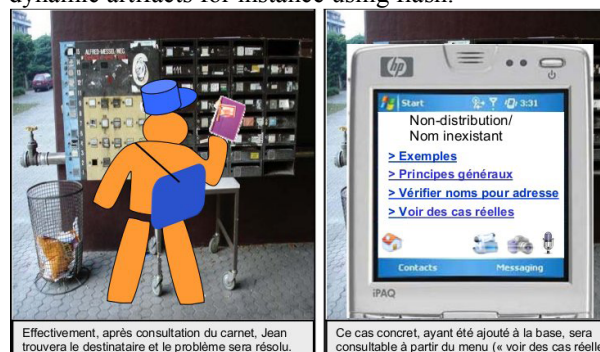 dynamic artifacts for instance using flash.
ALFRED-MESSEL-WEG
hp
Start 3:31
Non-distribution/
Nom inexistant
> Exemples
> Principes généraux
> Vérifier noms pour adresse
> Voir des cas réelles
Contacts Messaging
iPAQ
Effectivement, après consultation du carnet, Jean
trouvera le destinataire et le problème sera résolu.
Ce cas concret, ayant été ajouté à la base, sera
consultable à partir du menu (« voir des cas réelle